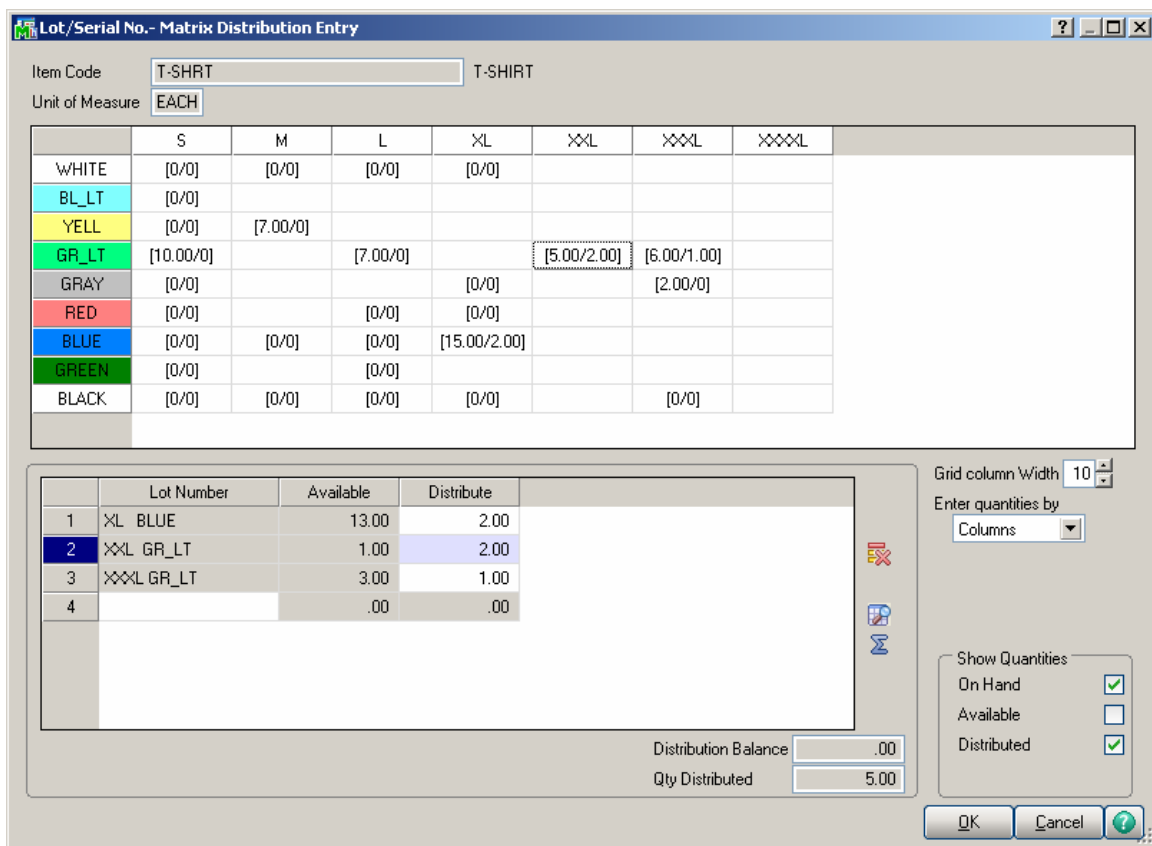 Lot/Serial No.- Matrix Distribution Entry
Item Code T-SHRT T-SHIRT
Unit of Measure EACH
S M L XL XXL XXXL XXXXL
WHITE [0/0] [0/0] [0/0] [0/0]
BL_LT [0/0]
YELL [0/0] [7.00/0]
GR_LT [10.00/0] [7.00/0] [5.00/2.00] [6.00/1.00]
GRAY [0/0] [0/0] [2.00/0]
RED [0/0] [0/0] [0/0]
BLUE [0/0] [0/0] [0/0] [15.00/2.00]
GREEN [0/0] [0/0]
BLACK [0/0] [0/0] [0/0] [0/0] [0/0]
Grid column Width 10
Enter quantities by
Columns
Lot Number Available Distribute
1 XL BLUE 13.00 2.00
2 XXL GR_LT 1.00 2.00
3 XXXL GR_LT 3.00 1.00
4 .00 .00
Show Quantities
On Hand
Available
Distributed
Distribution Balance .00
Qty Distributed 5.00
OK Cancel